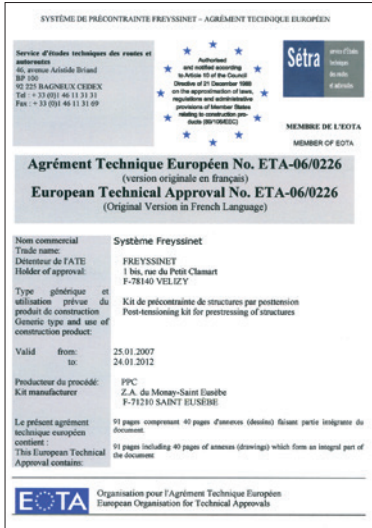 SYSTÈME DE PRÉCONTRAINTE FREYSSINET – AGRÉMENT TECHNIQUE EUROPÉEN
Service d'études techniques des routes et
autoroutes
46, avenue Aristide Briand
BP 100
92 225 BAGNEUX CEDEX
Tel : + 33 (0)1 46 11 31 31
Fax : + 33 (0)1 46 11 31 69
Authorised
and notified according
to Article 10 of the Council
Directive of 21 December 1988
on the approximation of laws,
regulations and administrative
provisions of Member States
relating to construction pro-
ducts (89/106/EEC)
Sétra
service d'Études
techniques
des routes
et autoroutes
MEMBRE DE L'EOTA
MEMBER OF EOTA
Agrément Technique Européen No. ETA-06/0226
(version originale en français)
European Technical Approval No. ETA-06/0226
(Original Version in French Language)
Nom commercial
Trade name:
Système Freyssinet
Détenteur de l'ATE
Holder of approval:
FREYSSINET
1 bis, rue du Petit Clamart
F-78140 VELIZY
Type générique et
utilisation prévue du
produit de construction
Generic type and use of
construction product:
Kit de précontrainte de structures par posttension
Post-tensioning kit for prestressing of structures
Valid from:
to:
25.01.2007
24.01.2012
Producteur du procédé:
Kit manufacturer
PPC
Z.A. du Monay-Saint Eusèbe
F-71210 SAINT EUSÈBE
Le présent agrément
technique européen
contient :
This European Technical
Approval contains:
91 pages comprenant 40 pages d'annexes (dessins) faisant partie intégrante du
document.
91 pages including 40 pages of annexes (drawings) which form an integral part of
the document
EOTA
Organisation pour l'Agrément Technique Européen
European Organisation for Technical Approvals